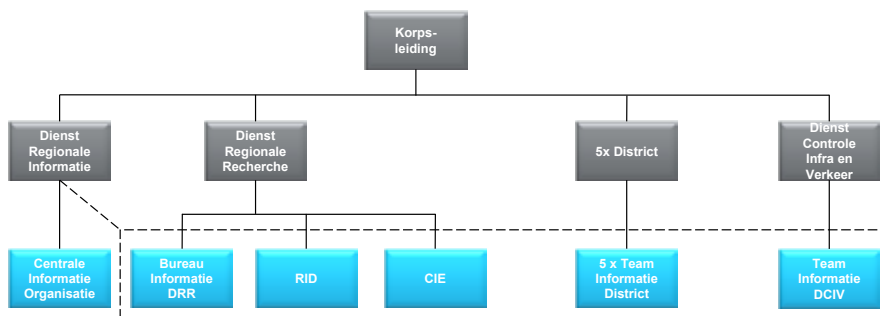 Korps-
leiding
Dienst
Regionale
Informatie
Dienst
Regionale
Recherche
5x District
Dienst
Controle
Infra en
Verkeer
Centrale
Informatie
Organisatie
Bureau
Informatie
DRR
RID
CIE
5 x Team
Informatie
District
Team
Informatie
DCIV